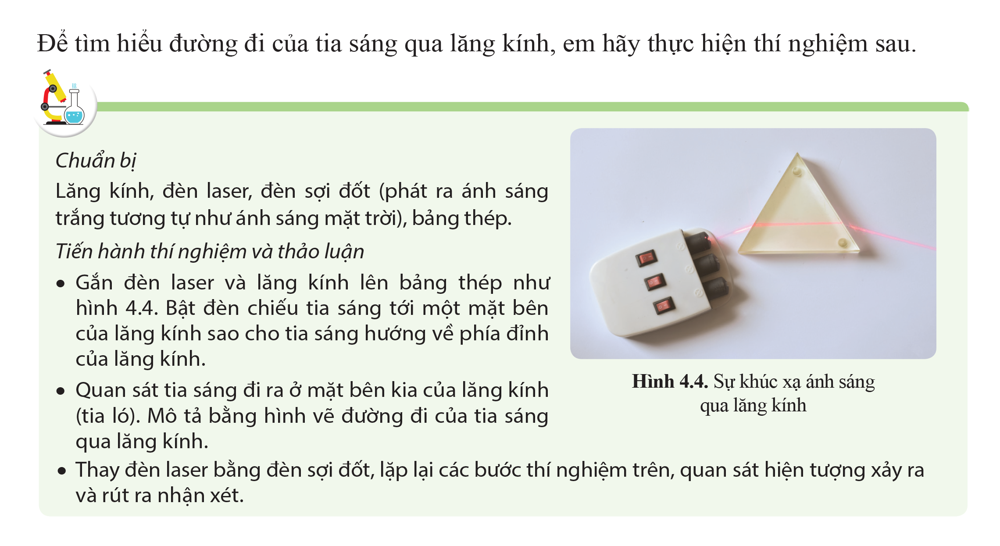 Để tìm hiểu đường đi của tia sáng qua lăng kính, em hãy thực hiện thí nghiệm sau.
Chuẩn bị
Lăng kính, đèn laser, đèn sợi đốt (phát ra ánh sáng
trắng tương tự như ánh sáng mặt trời), bảng thép.
Tiến hành thí nghiệm và thảo luận
• Gắn đèn laser và lăng kính lên bảng thép như
hình 4.4. Bật đèn chiếu tia sáng tới một mặt bên
của lăng kính sao cho tia sáng hướng về phía đỉnh
của lăng kính.
• Quan sát tia sáng đi ra ở mặt bên kia của lăng kính
(tia ló). Mô tả bằng hình vẽ đường đi của tia sáng
qua lăng kính.
• Thay đèn laser bằng đèn sợi đốt, lặp lại các bước thí nghiệm trên, quan sát hiện tượng xảy ra
và rút ra nhận xét.
Hình 4.4. Sự khúc xạ ánh sáng
qua lăng kính